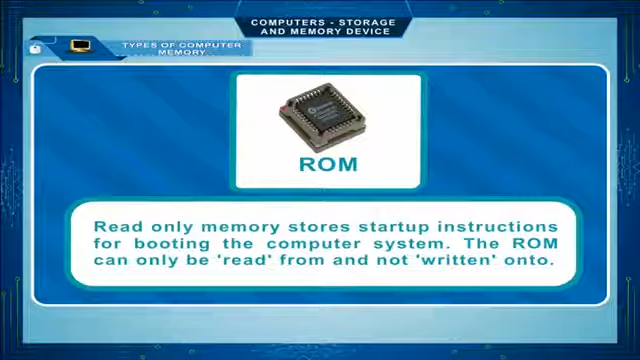 COMPUTERS - STORAGE
AND MEMORY DEVICE
TYPES OF COMPUTER
MEMORY
ROM
Read only memory stores startup instructions
for booting the computer system. The ROM
can only be 'read' from and not 'written' onto.